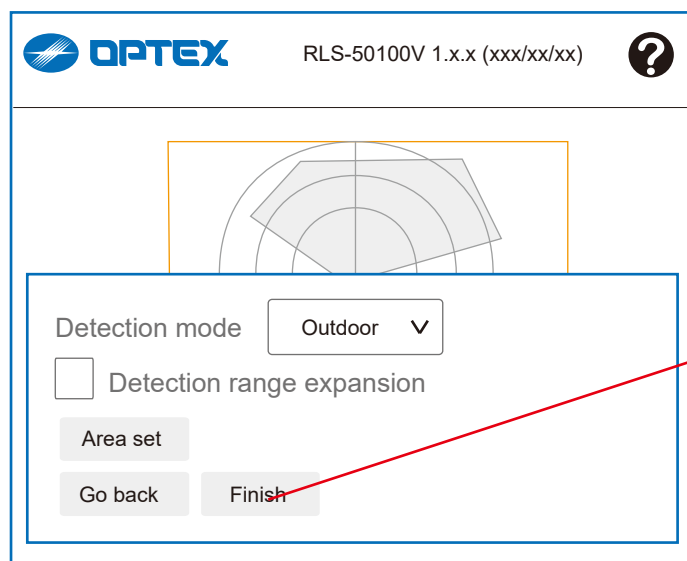 OPTEX RLS-50100V 1.x.x (xxx/xx/xx) ?
Detection mode Outdoor
Detection range expansion
Area set
Go back Finish